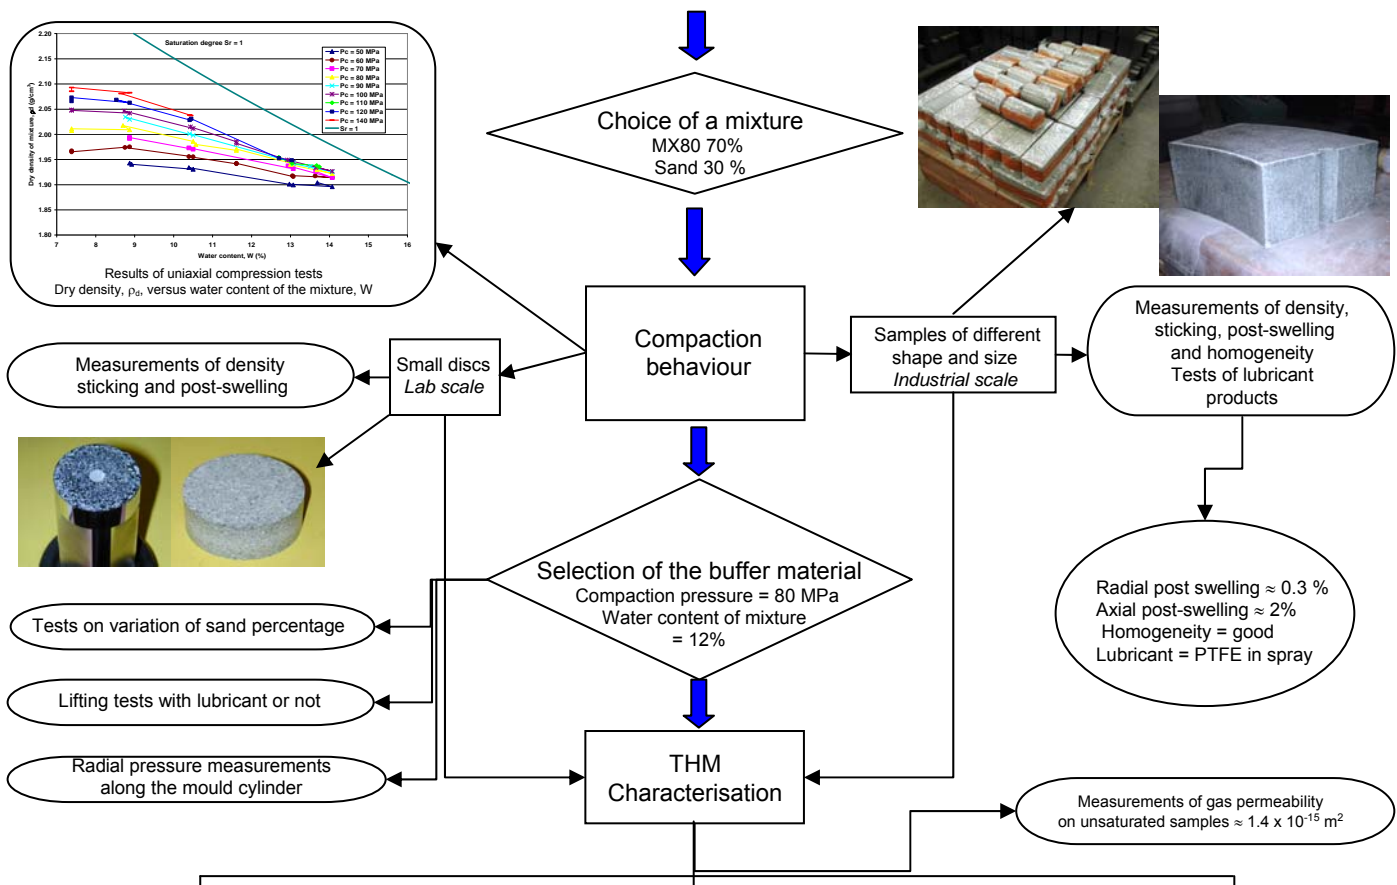 2.20
2.15
2.10
2.05
2.00
1.95
1.90
1.85
1.80
Dry density of mixture, ρd (g/cm³)
Saturation degree Sr = 1
Pc = 50 MPa
Pc = 60 MPa
Pc = 70 MPa
Pc = 80 MPa
Pc = 90 MPa
Pc = 100 MPa
Pc = 110 MPa
Pc = 120 MPa
Pc = 140 MPa
Sr = 1
7 8 9 10 11 12 13 14 15 16
Water content, W (%)
Results of uniaxial compression tests
Dry density, ρd, versus water content of the mixture, W
Choice of a mixture
MX80 70%
Sand 30 %
Compaction
behaviour
Samples of different
shape and size
Industrial scale
Measurements of density,
sticking, post-swelling
and homogeneity
Tests of lubricant
products
Small discs
Lab scale
Measurements of density
sticking and post-swelling
Selection of the buffer material
Compaction pressure = 80 MPa
Water content of mixture
= 12%
Radial post swelling ≈ 0.3 %
Axial post-swelling ≈ 2%
Homogeneity = good
Lubricant = PTFE in spray
Tests on variation of sand percentage
Lifting tests with lubricant or not
Radial pressure measurements
along the mould cylinder
THM
Characterisation
Measurements of gas permeability
on unsaturated samples ≈ 1.4 x 10⁻¹⁵ m²